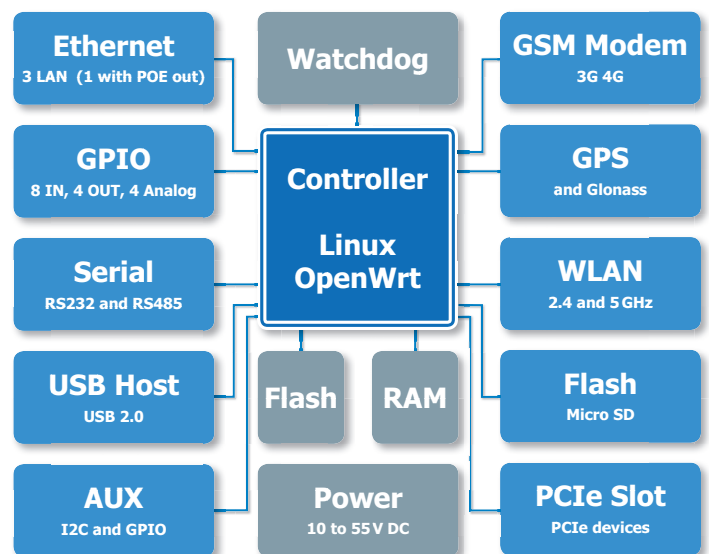 Ethernet
3 LAN (1 with POE out)
Watchdog
GSM Modem
3G 4G
GPIO
8 IN, 4 OUT, 4 Analog
Controller
Linux
OpenWrt
GPS
and Glonass
Serial
RS232 and RS485
WLAN
2.4 and 5 GHz
USB Host
USB 2.0
Flash
RAM
Flash
Micro SD
AUX
I2C and GPIO
Power
10 to 55 V DC
PCIe Slot
PCIe devices